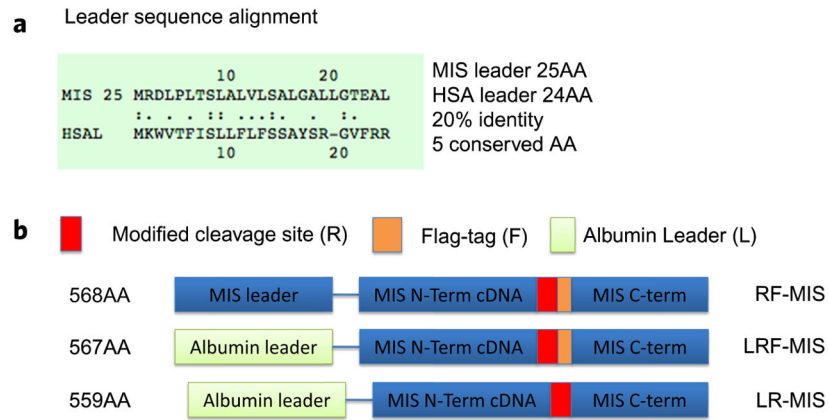 a Leader sequence alignment
10 20
MIS 25 MRDLPLTSLALVLSALGALLGTEAL
:. . . :: ...:. . :.
HSAL MKWVTFISLLFLFSSAYSR-GVFRR
10 20
MIS leader 25AA
HSA leader 24AA
20% identity
5 conserved AA
b Modified cleavage site (R) Flag-tag (F) Albumin Leader (L)
568AA MIS leader MIS N-Term cDNA MIS C-term RF-MIS
567AA Albumin leader MIS N-Term cDNA MIS C-term LRF-MIS
559AA Albumin leader MIS N-Term cDNA MIS C-term LR-MIS